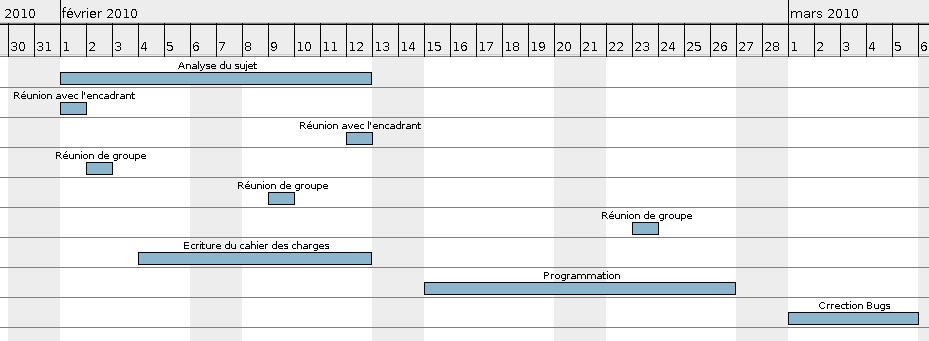 2010 février 2010 mars 2010
30 31 1 2 3 4 5 6 7 8 9 10 11 12 13 14 15 16 17 18 19 20 21 22 23 24 25 26 27 28 1 2 3 4 5 6
Analyse du sujet
Réunion avec l'encadrant
Réunion avec l'encadrant
Réunion de groupe
Réunion de groupe
Réunion de groupe
Ecriture du cahier des charges
Programmation
Crrection Bugs